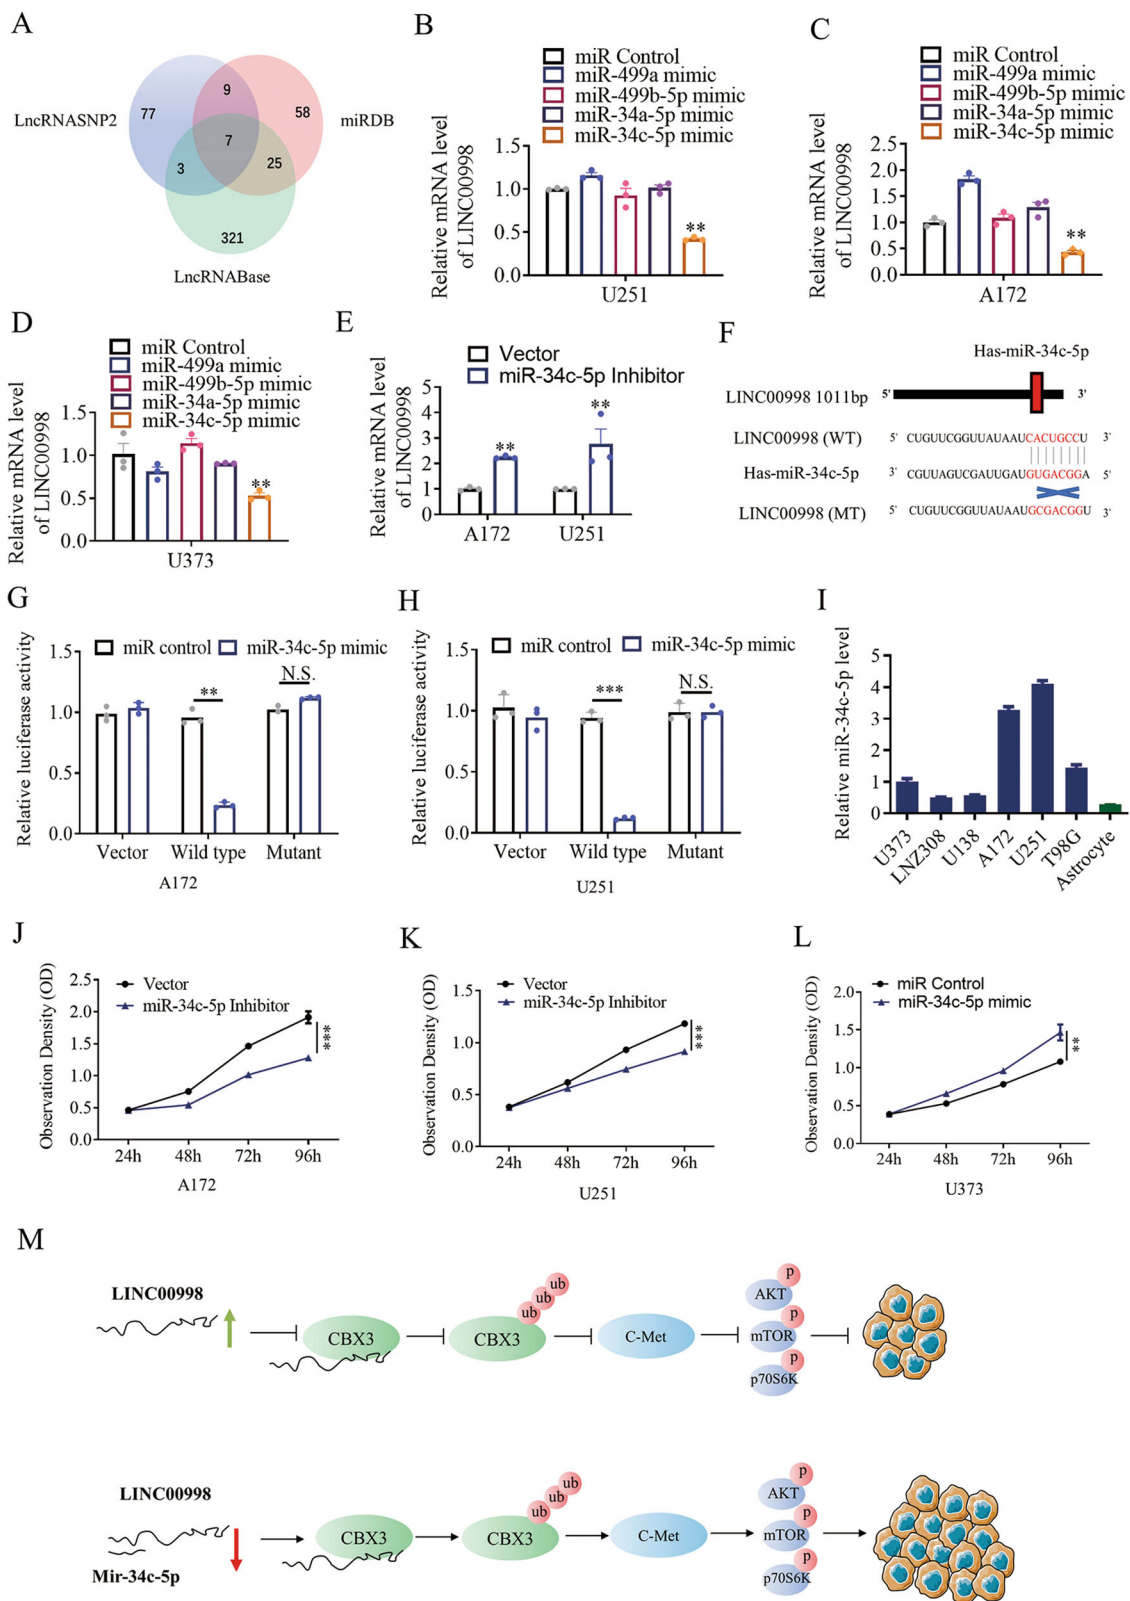 A
LncRNASNP2
miRDB
LncRNABase
77
9
58
7
3
25
321
B
miR Control
miR-499a mimic
miR-499b-5p mimic
miR-34a-5p mimic
miR-34c-5p mimic
Relative mRNA level
of LINC00998
1.5
1.0
0.5
0.0
**
U251
C
miR Control
miR-499a mimic
miR-499b-5p mimic
miR-34a-5p mimic
miR-34c-5p mimic
Relative mRNA level
of LINC00998
2.5
2.0
1.5
1.0
0.5
0.0
**
A172
D
miR Control
miR-499a mimic
miR-499b-5p mimic
miR-34a-5p mimic
miR-34c-5p mimic
Relative mRNA level
of LINC00998
1.5
1.0
0.5
0.0
**
U373
E
Vector
miR-34c-5p Inhibitor
Relative mRNA level
of LINC00998
5
4
3
2
1
0
**
**
A172 U251
F
Has-miR-34c-5p
LINC00998 1011bp 5' 3'
LINC00998 (WT) 5' CUGUUCGGUUAUAAUCACUGCCU 3'
Has-miR-34c-5p 3' CGUUAGUCGAUUGAUGUGACGGA 5'
LINC00998 (MT) 5' CUGUUCGGUUAUAAUGCGACGGU 3'
G
miR control miR-34c-5p mimic
Relative luciferase activity
1.5
1.0
0.5
0.0
**
N.S.
Vector Wild type Mutant
A172
H
miR control miR-34c-5p mimic
Relative luciferase activity
1.5
1.0
0.5
0.0
***
N.S.
Vector Wild type Mutant
U251
I
Relative miR-34c-5p level
5
4
3
2
1
0
U373 LNZ308 U138 A172 U251 T98G Astrocyte
J
Vector
miR-34c-5p Inhibitor
Observation Density (OD)
2.5
2.0
1.5
1.0
0.5
0.0
***
24h 48h 72h 96h
A172
K
Vector
miR-34c-5p Inhibitor
Observation Density (OD)
1.5
1.0
0.5
0.0
***
24h 48h 72h 96h
U251
L
miR Control
miR-34c-5p mimic
Observation Density (OD)
2.0
1.5
1.0
0.5
0.0
**
24h 48h 72h 96h
U373
M
LINC00998
CBX3
CBX3
ub
ub
ub
C-Met
p
AKT
p
mTOR
p
p70S6K
LINC00998
Mir-34c-5p
CBX3
CBX3
ub
ub
ub
C-Met
p
AKT
p
mTOR
p
p70S6K